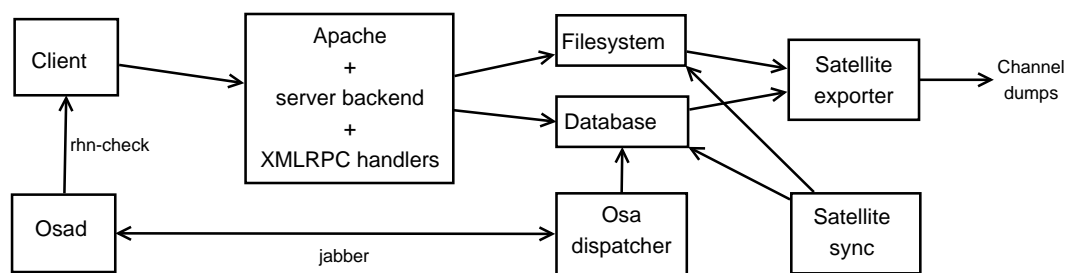 Client
Apache
+
server backend
+
XMLRPC handlers
Filesystem
Database
Satellite
exporter
Channel
dumps
rhn-check
Osad
jabber
Osa
dispatcher
Satellite
sync